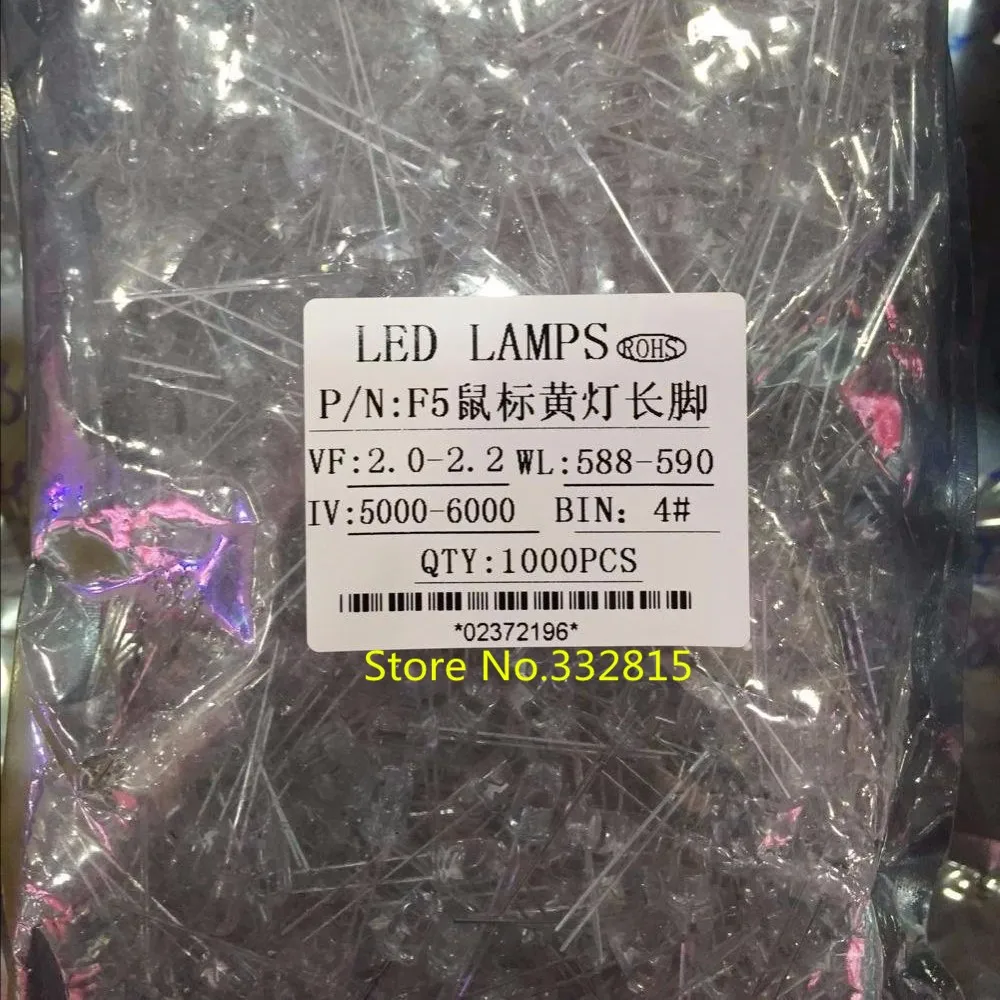 LED LAMPS ROHS
P/N:F5鼠标黄灯长脚
VF:2.0-2.2 WL:588-590
IV:5000-6000 BIN: 4#
QTY:1000PCS
*02372196*
Store No.332815